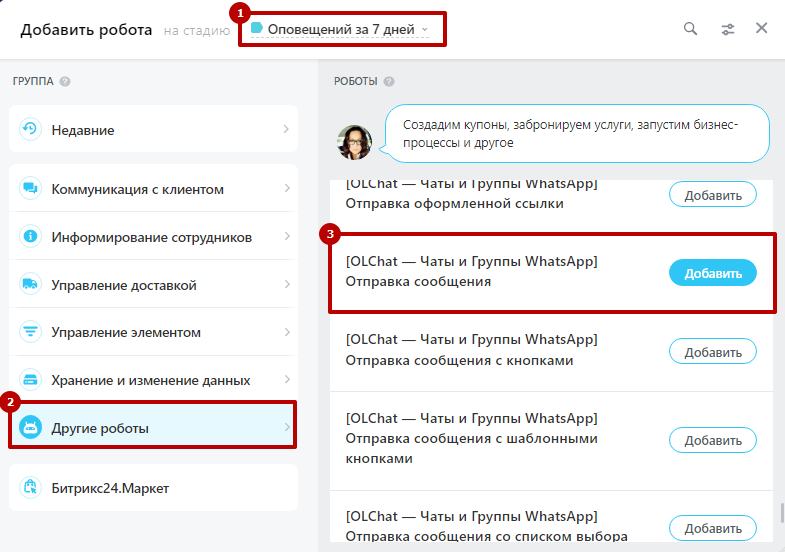 1
Добавить робота на стадию Оповещений за 7 дней
ГРУППА ?
Недавние
Коммуникация с клиентом
Информирование сотрудников
Управление доставкой
Управление элементом
Хранение и изменение данных
2
Другие роботы
Битрикс24.Маркет
РОБОТЫ ?
Создадим купоны, забронируем услуги, запустим бизнес-
процессы и другое
[OLChat — Чаты и Группы WhatsApp]
Отправка оформленной ссылки
Добавить
3
[OLChat — Чаты и Группы WhatsApp]
Отправка сообщения
Добавить
[OLChat — Чаты и Группы WhatsApp]
Отправка сообщения с кнопками
Добавить
[OLChat — Чаты и Группы WhatsApp]
Отправка сообщения с шаблонными
кнопками
Добавить
[OLChat — Чаты и Группы WhatsApp]
Отправка сообщения со списком выбора
Добавить